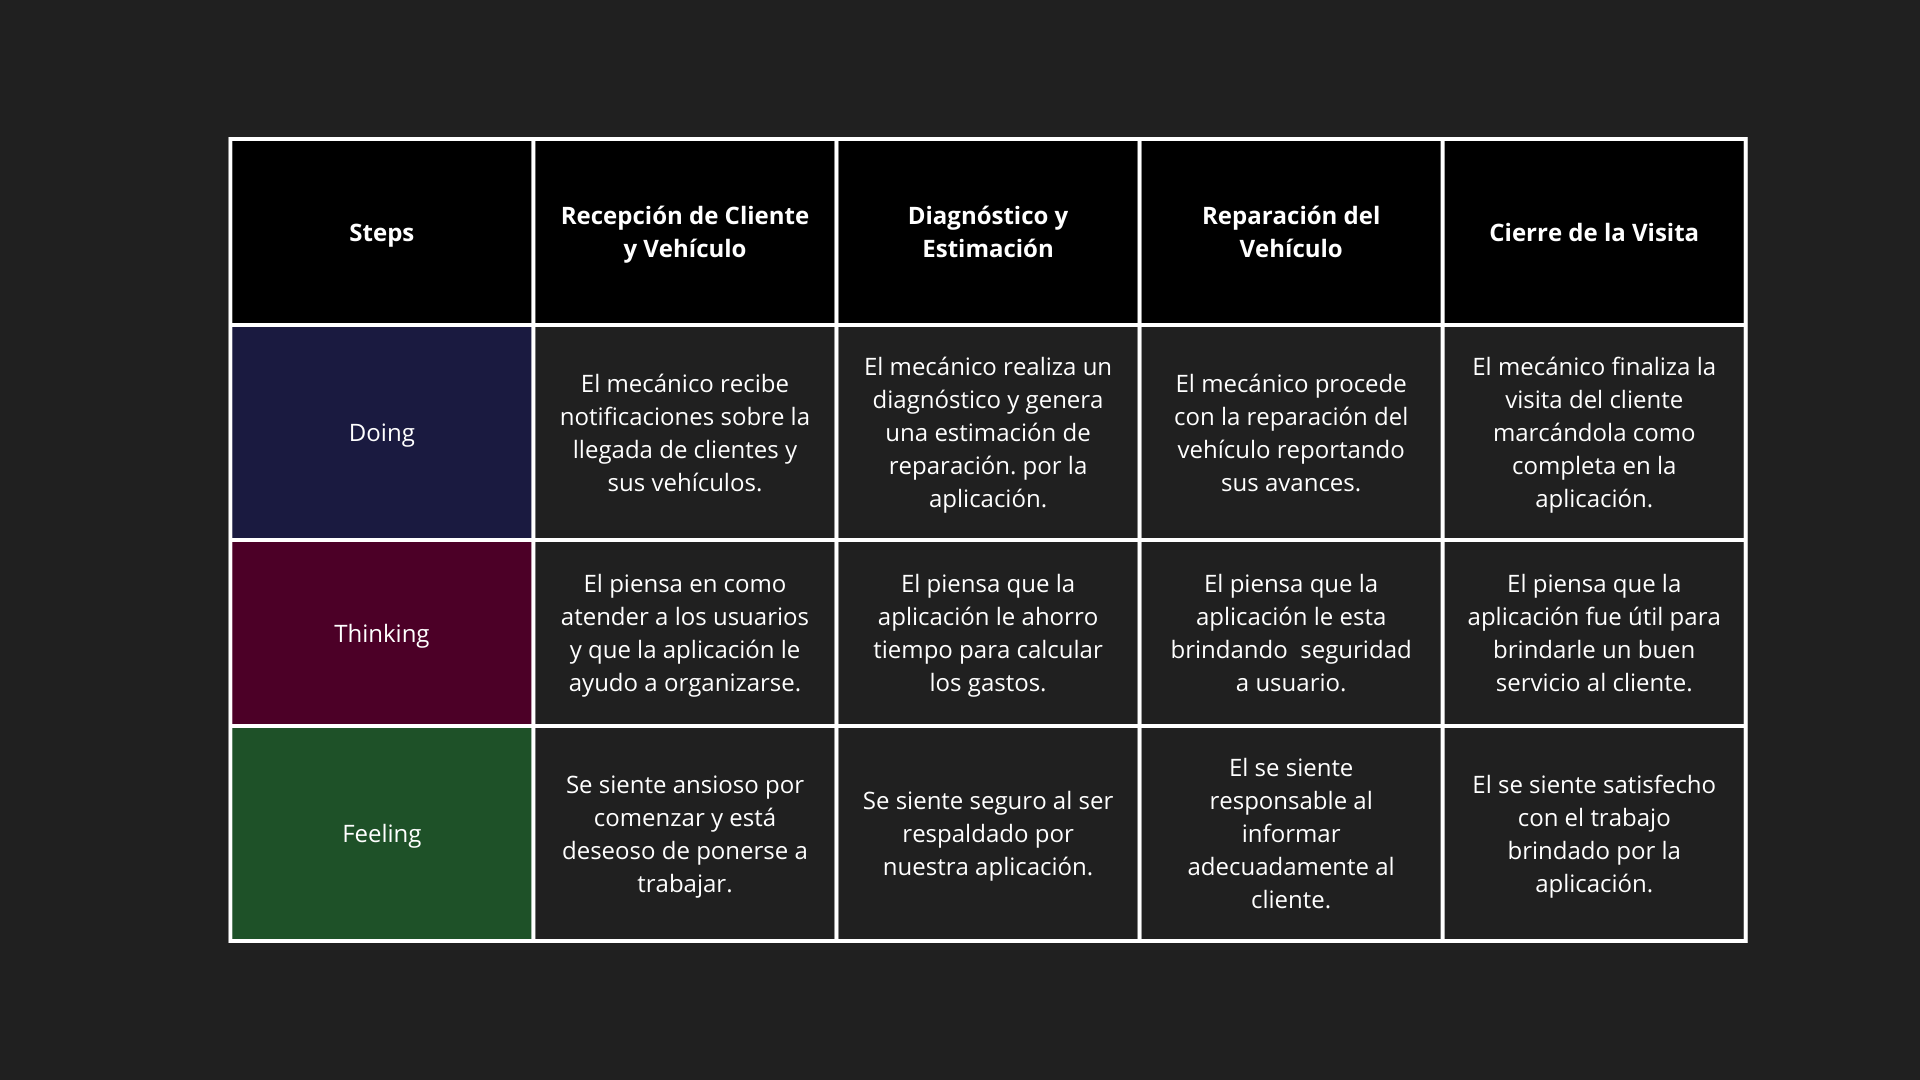 Steps
Recepción de Cliente
y Vehículo
Diagnóstico y
Estimación
Reparación del
Vehículo
Cierre de la Visita
Doing
El mecánico recibe
notificaciones sobre la
llegada de clientes y
sus vehículos.
El mecánico realiza un
diagnóstico y genera
una estimación de
reparación. por la
aplicación.
El mecánico procede
con la reparación del
vehículo reportando
sus avances.
El mecánico finaliza la
visita del cliente
marcándola como
completa en la
aplicación.
Thinking
El piensa en como
atender a los usuarios
y que la aplicación le
ayudo a organizarse.
El piensa que la
aplicación le ahorro
tiempo para calcular
los gastos.
El piensa que la
aplicación le esta
brindando  seguridad
a usuario.
El piensa que la
aplicación fue útil para
brindarle un buen
servicio al cliente.
Feeling
Se siente ansioso por
comenzar y está
deseoso de ponerse a
trabajar.
Se siente seguro al ser
respaldado por
nuestra aplicación.
El se siente
responsable al
informar
adecuadamente al
cliente.
El se siente satisfecho
con el trabajo
brindado por la
aplicación.